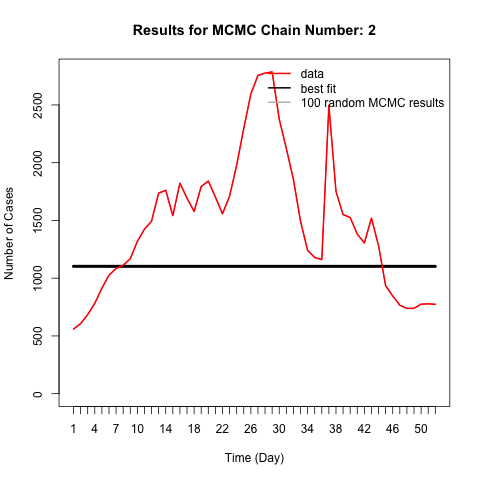 Results for MCMC Chain Number: 2
data
best fit
100 random MCMC results
Number of Cases
2500
2000
1500
1000
500
0
1 4 7 10 14 18 22 26 30 34 38 42 46 50
Time (Day)